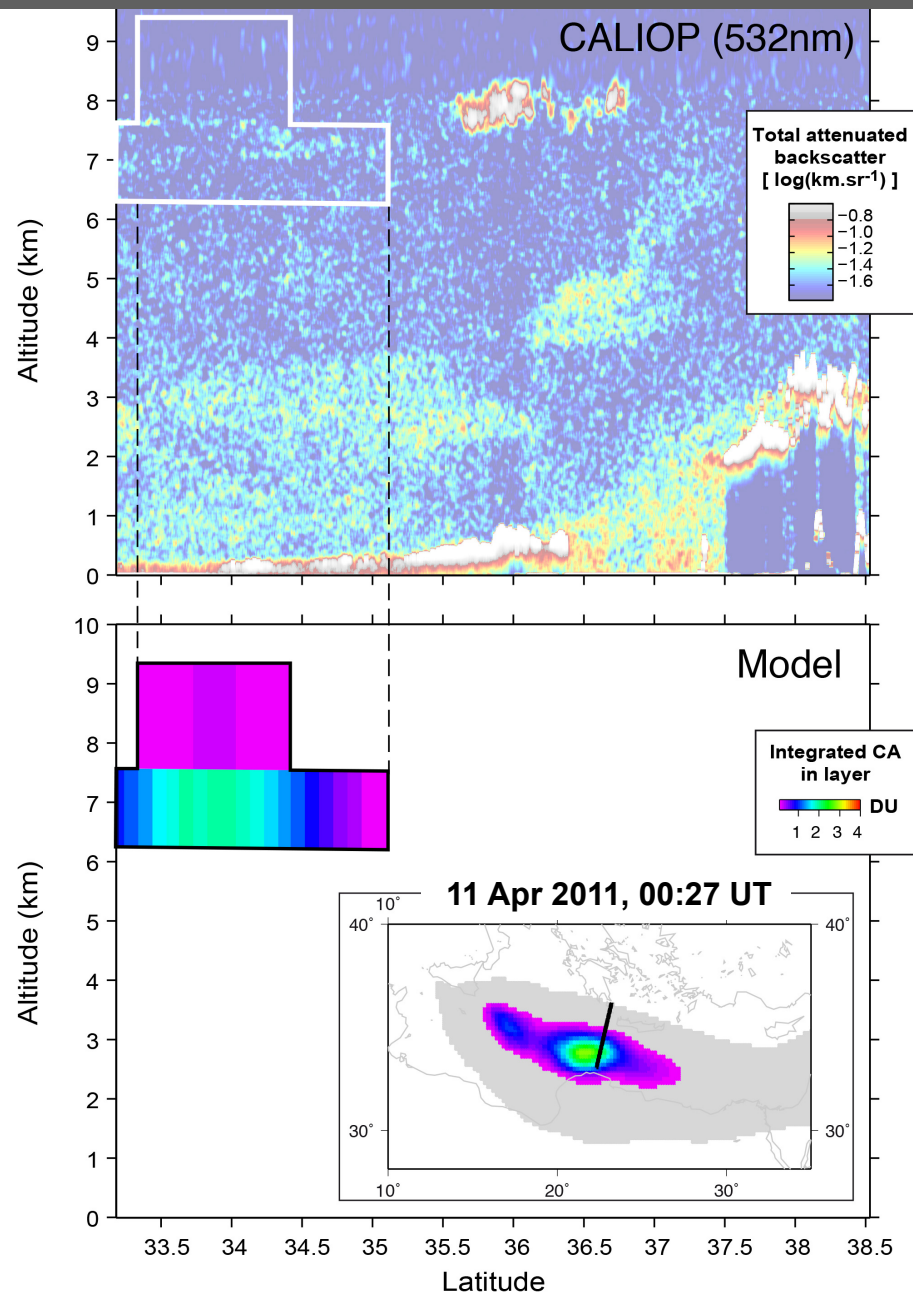 CALIOP (532nm)
9
8
7
6
5
4
3
2
1
0
Altitude (km)
Total attenuated
backscatter
[ log(km.sr-1) ]
−0.8
−1.0
−1.2
−1.4
−1.6
Model
10
9
8
7
6
5
4
3
2
1
0
Altitude (km)
Integrated CA
in layer
DU
1 2 3 4
11 Apr 2011, 00:27 UT
10˚
40˚ 40˚
30˚ 30˚
10˚ 20˚ 30˚
33.5 34 34.5 35 35.5 36 36.5 37 37.5 38 38.5
Latitude